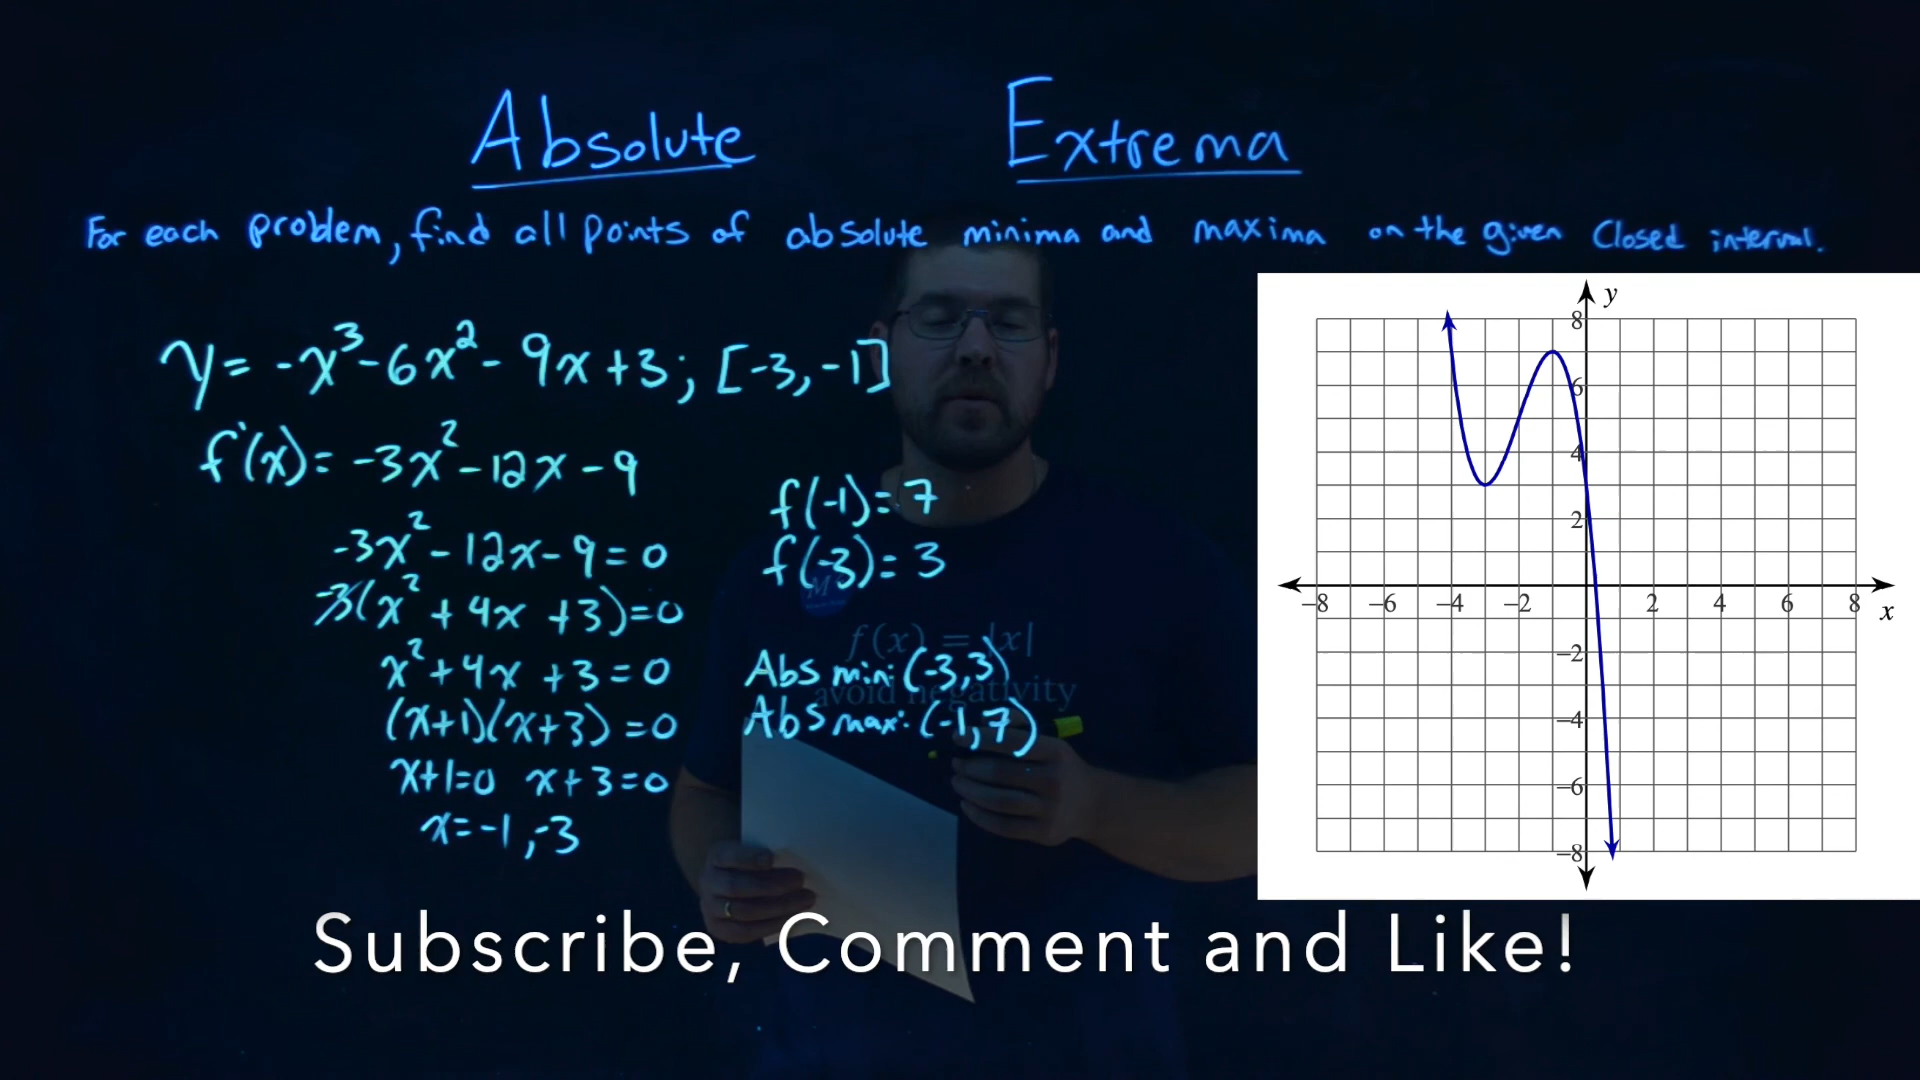 Absolute Extrema
For each problem, find all points of absolute minima and maxima on the given closed interval.
y = -x³-6x²-9x+3; [-3,-1]
f'(x) = -3x²-12x-9
-3x²-12x-9=0
-3(x²+4x+3)=0
x²+4x+3=0
(x+1)(x+3)=0
x+1=0 x+3=0
x=-1,-3
f(-1)=7
f(-3)=3
M
f(x) = |x|
avoid negativity
Abs min: (-3,3)
Abs max: (-1,7)
y
8
6
4
2
-8 -6 -4 -2 2 4 6 8
x
-2
-4
-6
-8
Subscribe, Comment and Like!